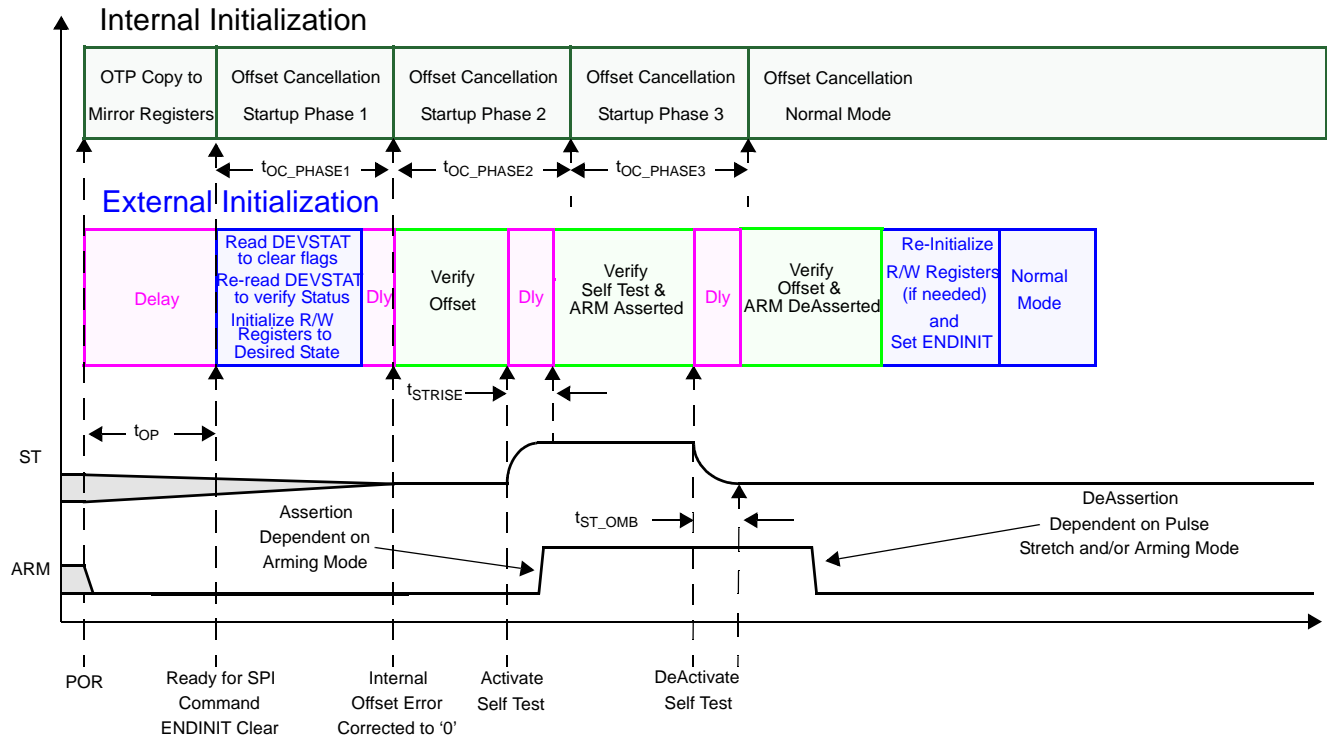 Internal Initialization
OTP Copy to
Mirror Registers
Offset Cancellation
Startup Phase 1
Offset Cancellation
Startup Phase 2
Offset Cancellation
Startup Phase 3
Offset Cancellation
Normal Mode
tOC_PHASE1
tOC_PHASE2
tOC_PHASE3
External Initialization
Delay
Read DEVSTAT
to clear flags
Re-read DEVSTAT
to verify Status
Initialize R/W
Registers to
Desired State
Dly
Verify
Offset
Dly
Verify
Self Test &
ARM Asserted
Dly
Verify
Offset &
ARM DeAsserted
Re-Initialize
R/W Registers
(if needed)
and
Set ENDINIT
Normal
Mode
tSTRISE
tOP
ST
Assertion
Dependent on
Arming Mode
tST_OMB
DeAssertion
Dependent on Pulse
Stretch and/or Arming Mode
ARM
POR
Ready for SPI
Command
ENDINIT Clear
Internal
Offset Error
Corrected to ‘0’
Activate
Self Test
DeActivate
Self Test